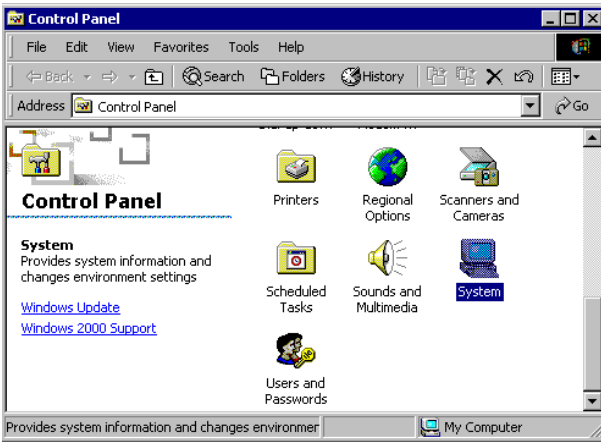 Control Panel
File Edit View Favorites Tools Help
Back Search Folders History
Address Control Panel Go
Control Panel
System
Provides system information and
changes environment settings
Windows Update
Windows 2000 Support
Printers
Regional
Options
Scanners and
Cameras
Scheduled
Tasks
Sounds and
Multimedia
System
Users and
Passwords
Provides system information and changes environmer
My Computer